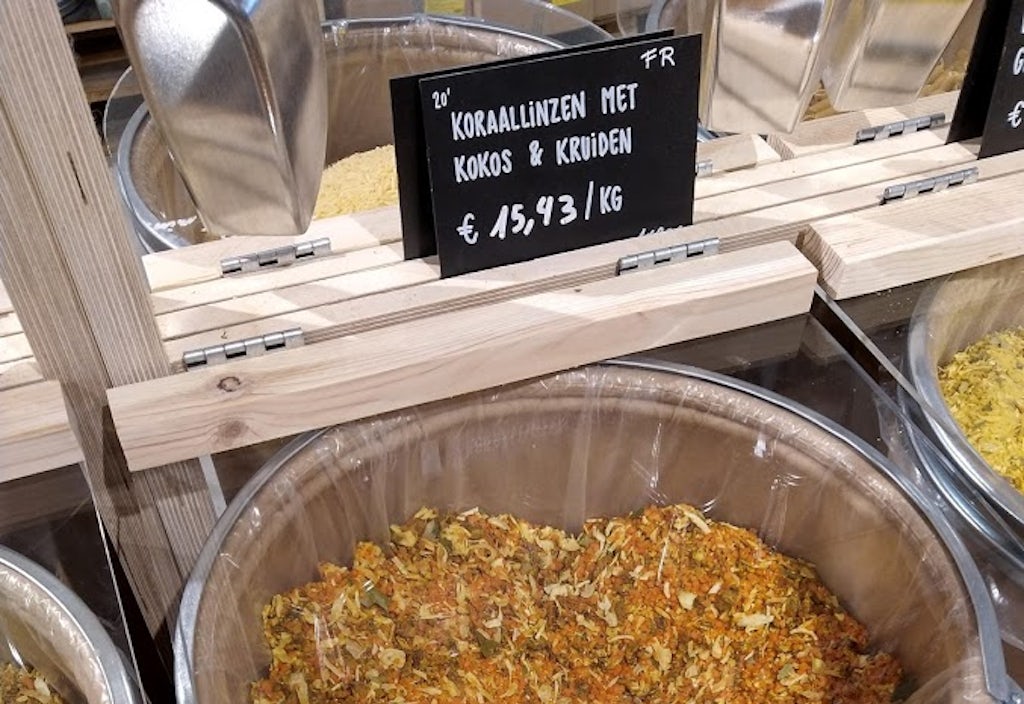 FR
20'
KORAALLINZEN MET
KOKOS & KRUIDEN
€ 15,43/KG
G
€